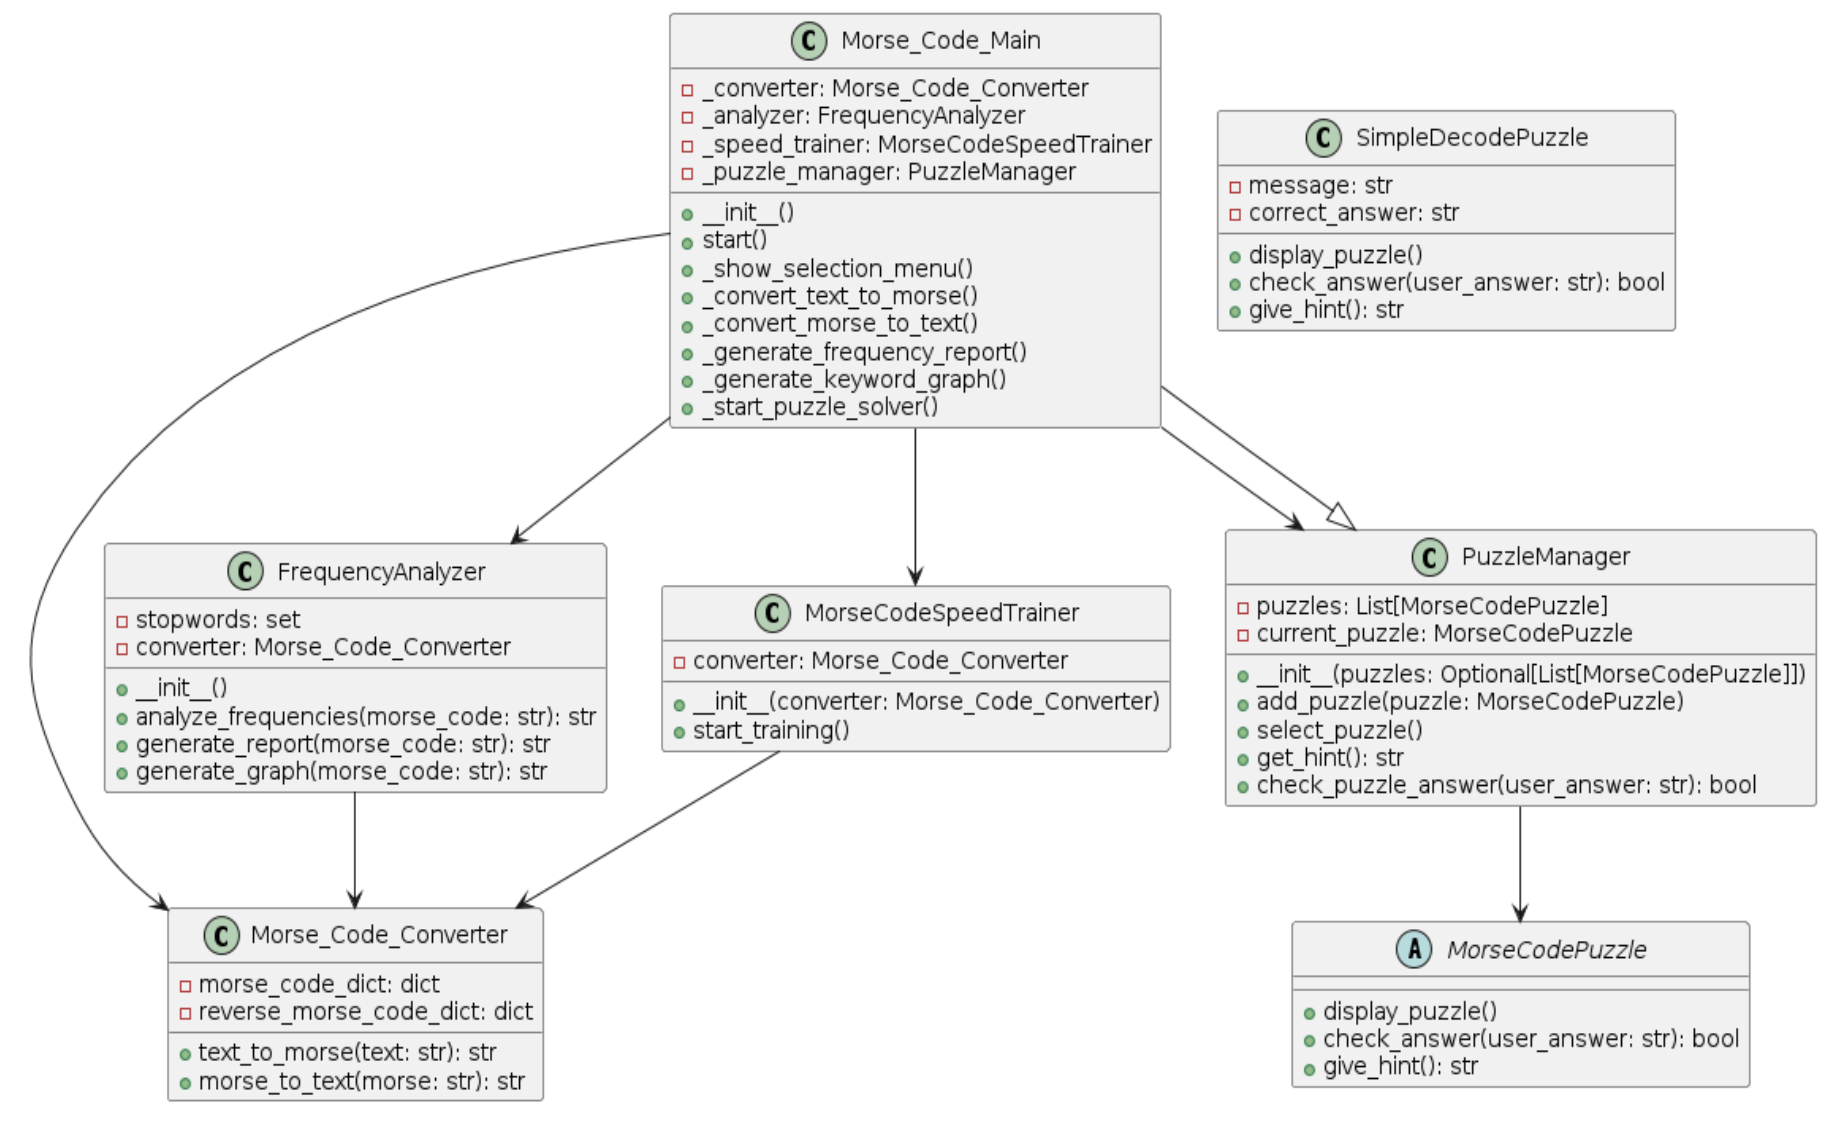 C Morse_Code_Main
_converter: Morse_Code_Converter
_analyzer: FrequencyAnalyzer
_speed_trainer: MorseCodeSpeedTrainer
_puzzle_manager: PuzzleManager
__init__()
start()
_show_selection_menu()
_convert_text_to_morse()
_convert_morse_to_text()
_generate_frequency_report()
_generate_keyword_graph()
_start_puzzle_solver()
C SimpleDecodePuzzle
message: str
correct_answer: str
display_puzzle()
check_answer(user_answer: str): bool
give_hint(): str
C FrequencyAnalyzer
stopwords: set
converter: Morse_Code_Converter
__init__()
analyze_frequencies(morse_code: str): str
generate_report(morse_code: str): str
generate_graph(morse_code: str): str
C MorseCodeSpeedTrainer
converter: Morse_Code_Converter
__init__(converter: Morse_Code_Converter)
start_training()
C PuzzleManager
puzzles: List[MorseCodePuzzle]
current_puzzle: MorseCodePuzzle
__init__(puzzles: Optional[List[MorseCodePuzzle]])
add_puzzle(puzzle: MorseCodePuzzle)
select_puzzle()
get_hint(): str
check_puzzle_answer(user_answer: str): bool
C Morse_Code_Converter
morse_code_dict: dict
reverse_morse_code_dict: dict
text_to_morse(text: str): str
morse_to_text(morse: str): str
A MorseCodePuzzle
display_puzzle()
check_answer(user_answer: str): bool
give_hint(): str